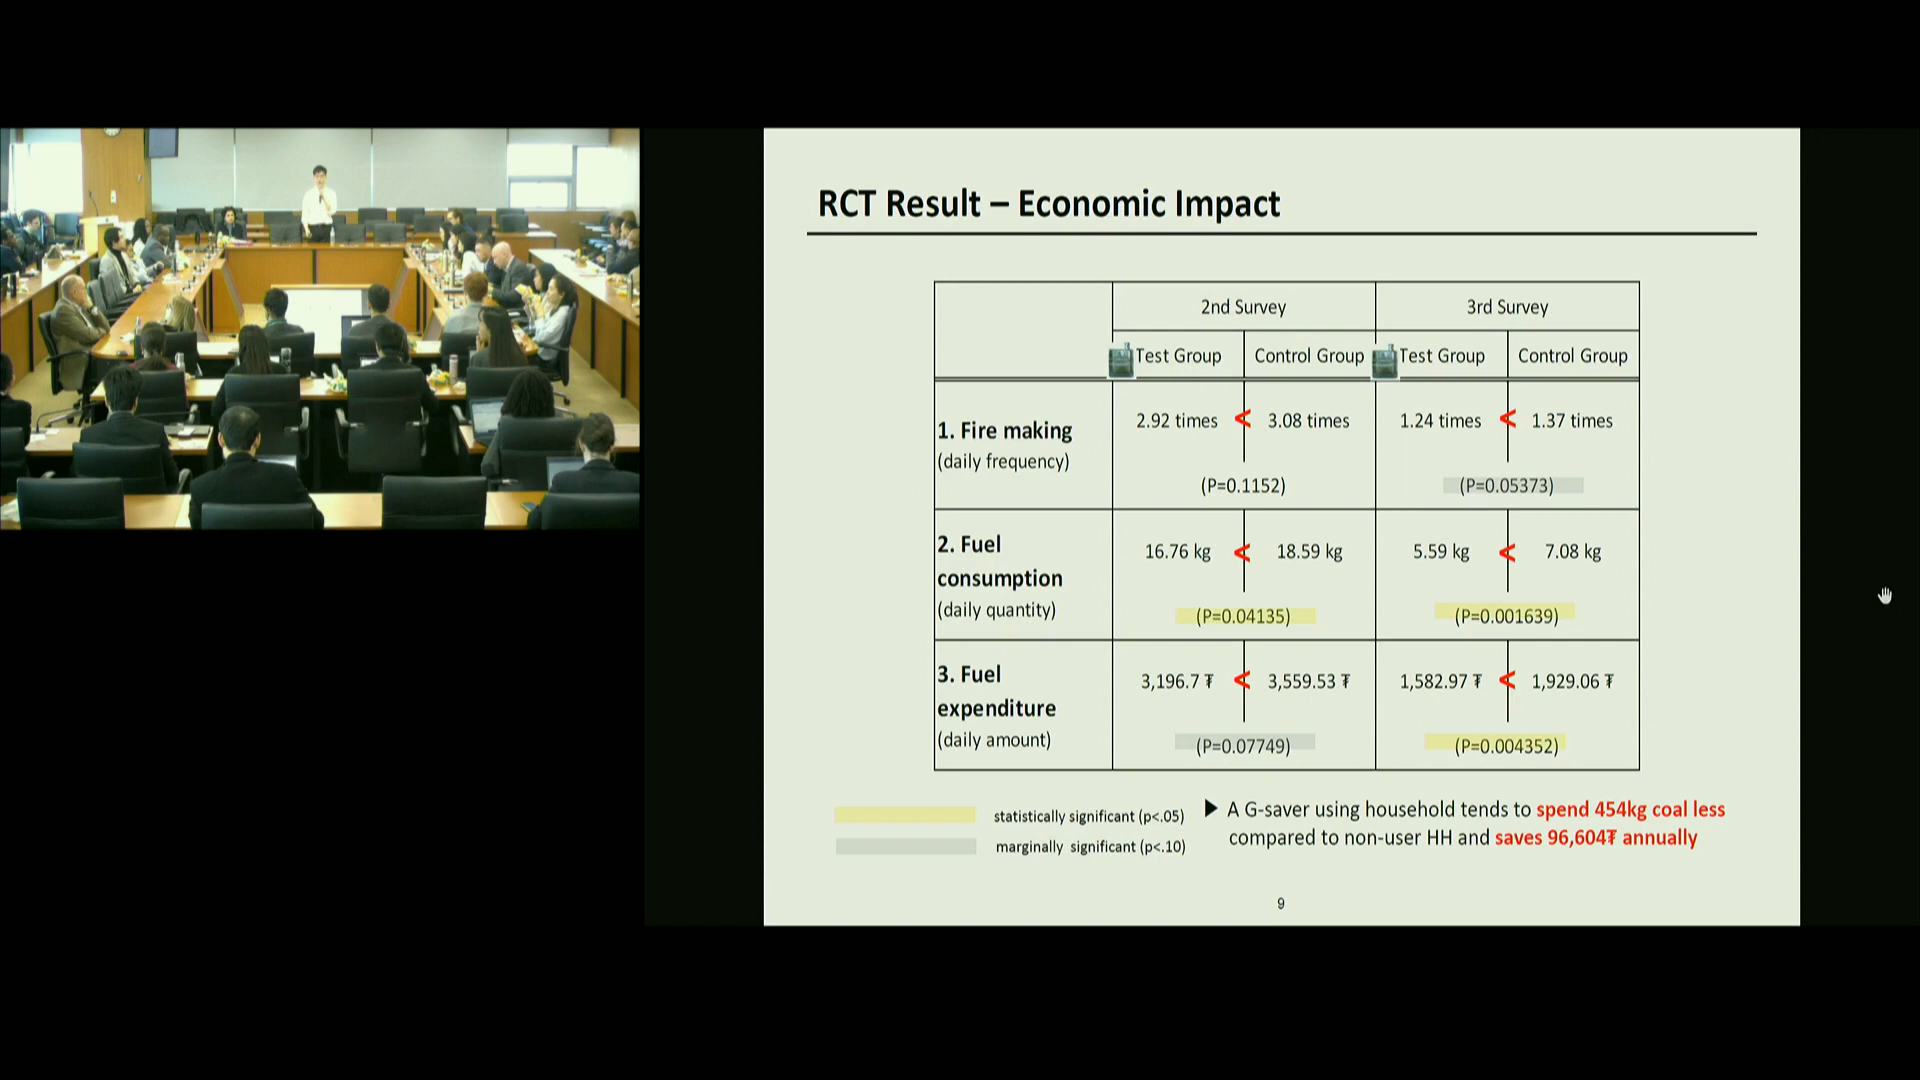 RCT Result – Economic Impact
2nd Survey
3rd Survey
Test Group
Control Group
Test Group
Control Group
1. Fire making
(daily frequency)
2.92 times < 3.08 times
(P=0.1152)
1.24 times < 1.37 times
(P=0.05373)
2. Fuel
consumption
(daily quantity)
16.76 kg < 18.59 kg
(P=0.04135)
5.59 kg < 7.08 kg
(P=0.001639)
3. Fuel
expenditure
(daily amount)
3,196.7 ₮ < 3,559.53 ₮
(P=0.07749)
1,582.97 ₮ < 1,929.06 ₮
(P=0.004352)
statistically significant (p<.05)
marginally significant (p<.10)
▶ A G-saver using household tends to spend 454kg coal less
compared to non-user HH and saves 96,604₮ annually
9